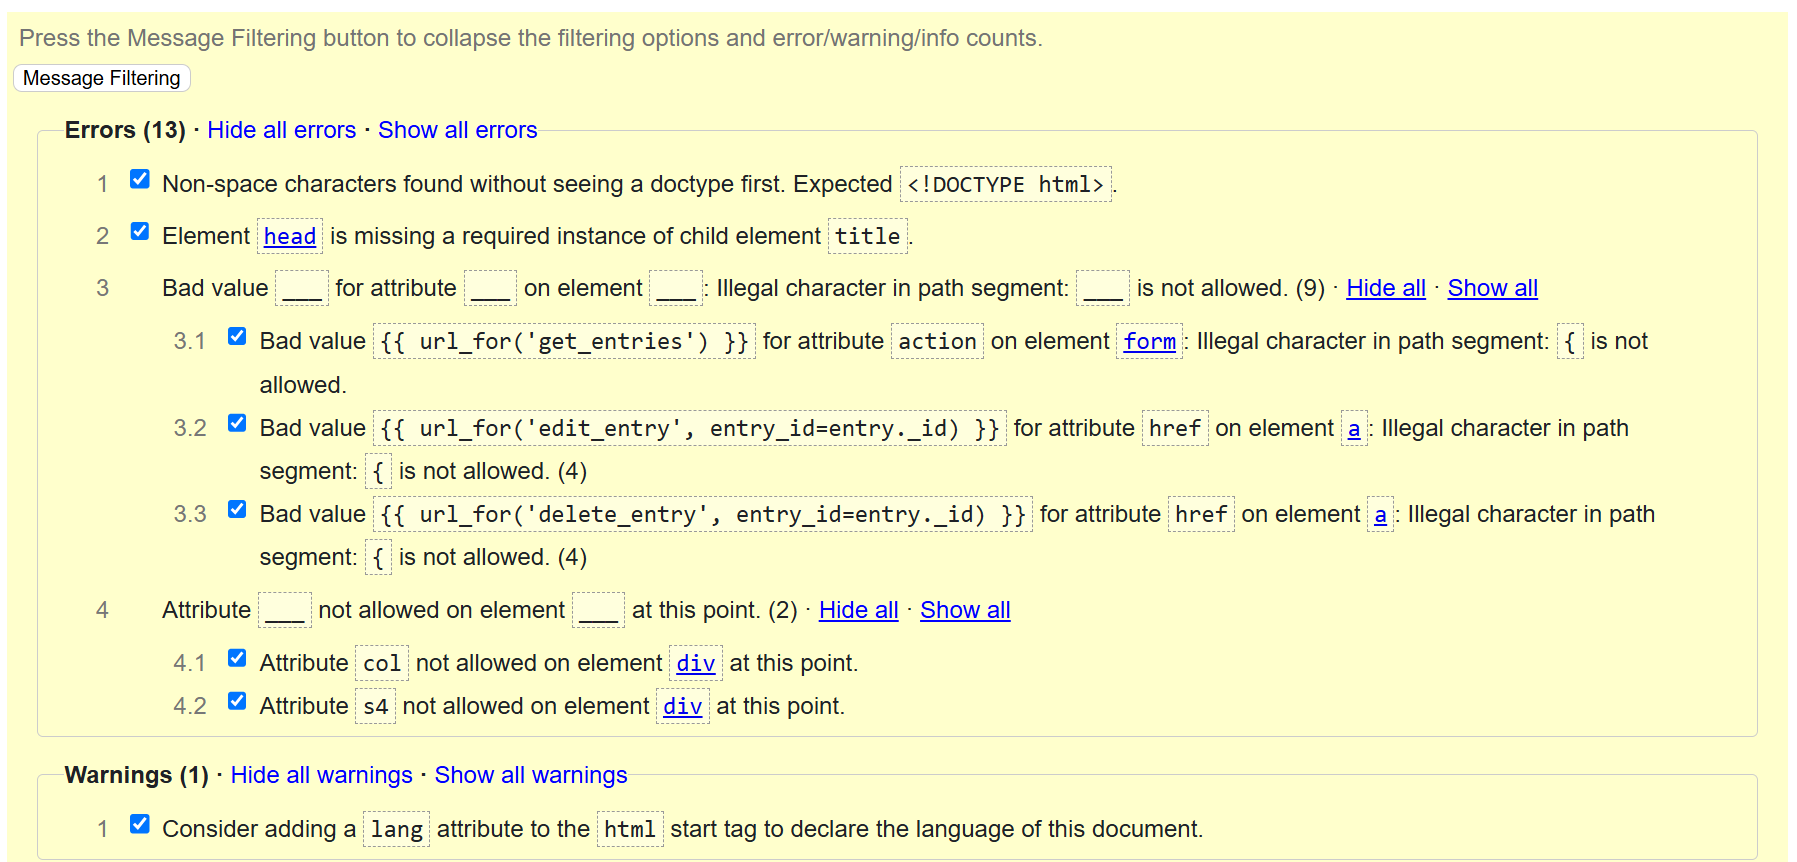 Press the Message Filtering button to collapse the filtering options and error/warning/info counts.
Message Filtering
Errors (13) · Hide all errors · Show all errors
1 Non-space characters found without seeing a doctype first. Expected <!DOCTYPE html>.
2 Element head is missing a required instance of child element title.
3 Bad value ___ for attribute ___ on element ___: Illegal character in path segment: ___ is not allowed. (9) · Hide all · Show all
3.1 Bad value {{ url_for('get_entries') }} for attribute action on element form: Illegal character in path segment: { is not
allowed.
3.2 Bad value {{ url_for('edit_entry', entry_id=entry._id) }} for attribute href on element a: Illegal character in path
segment: { is not allowed. (4)
3.3 Bad value {{ url_for('delete_entry', entry_id=entry._id) }} for attribute href on element a: Illegal character in path
segment: { is not allowed. (4)
4 Attribute ___ not allowed on element ___ at this point. (2) · Hide all · Show all
4.1 Attribute col not allowed on element div at this point.
4.2 Attribute s4 not allowed on element div at this point.
Warnings (1) · Hide all warnings · Show all warnings
1 Consider adding a lang attribute to the html start tag to declare the language of this document.